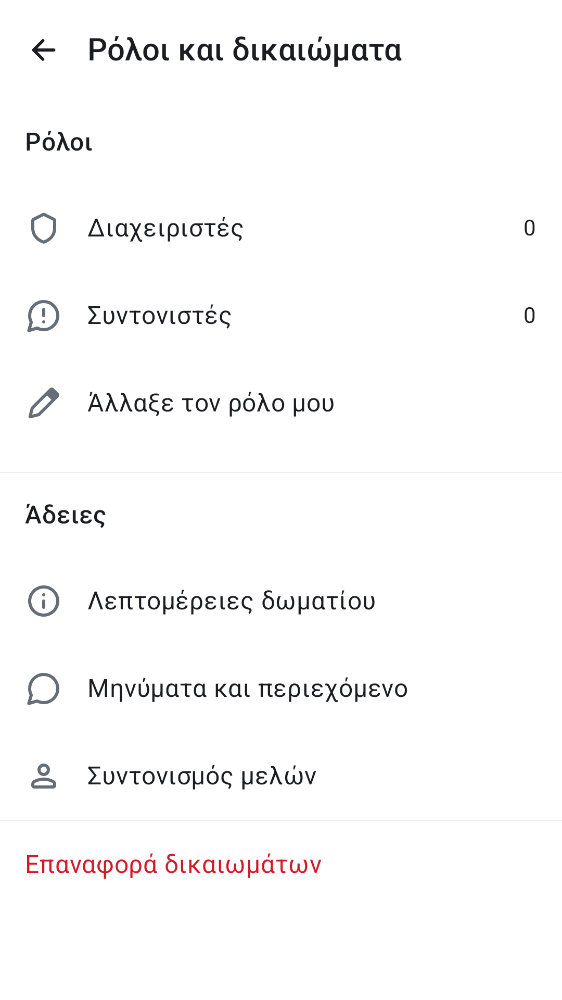 Ρόλοι και δικαιώματα
Ρόλοι
Διαχειριστές 0
Συντονιστές 0
Άλλαξε τον ρόλο μου
Άδειες
Λεπτομέρειες δωματίου
Μηνύματα και περιεχόμενο
Συντονισμός μελών
Επαναφορά δικαιωμάτων